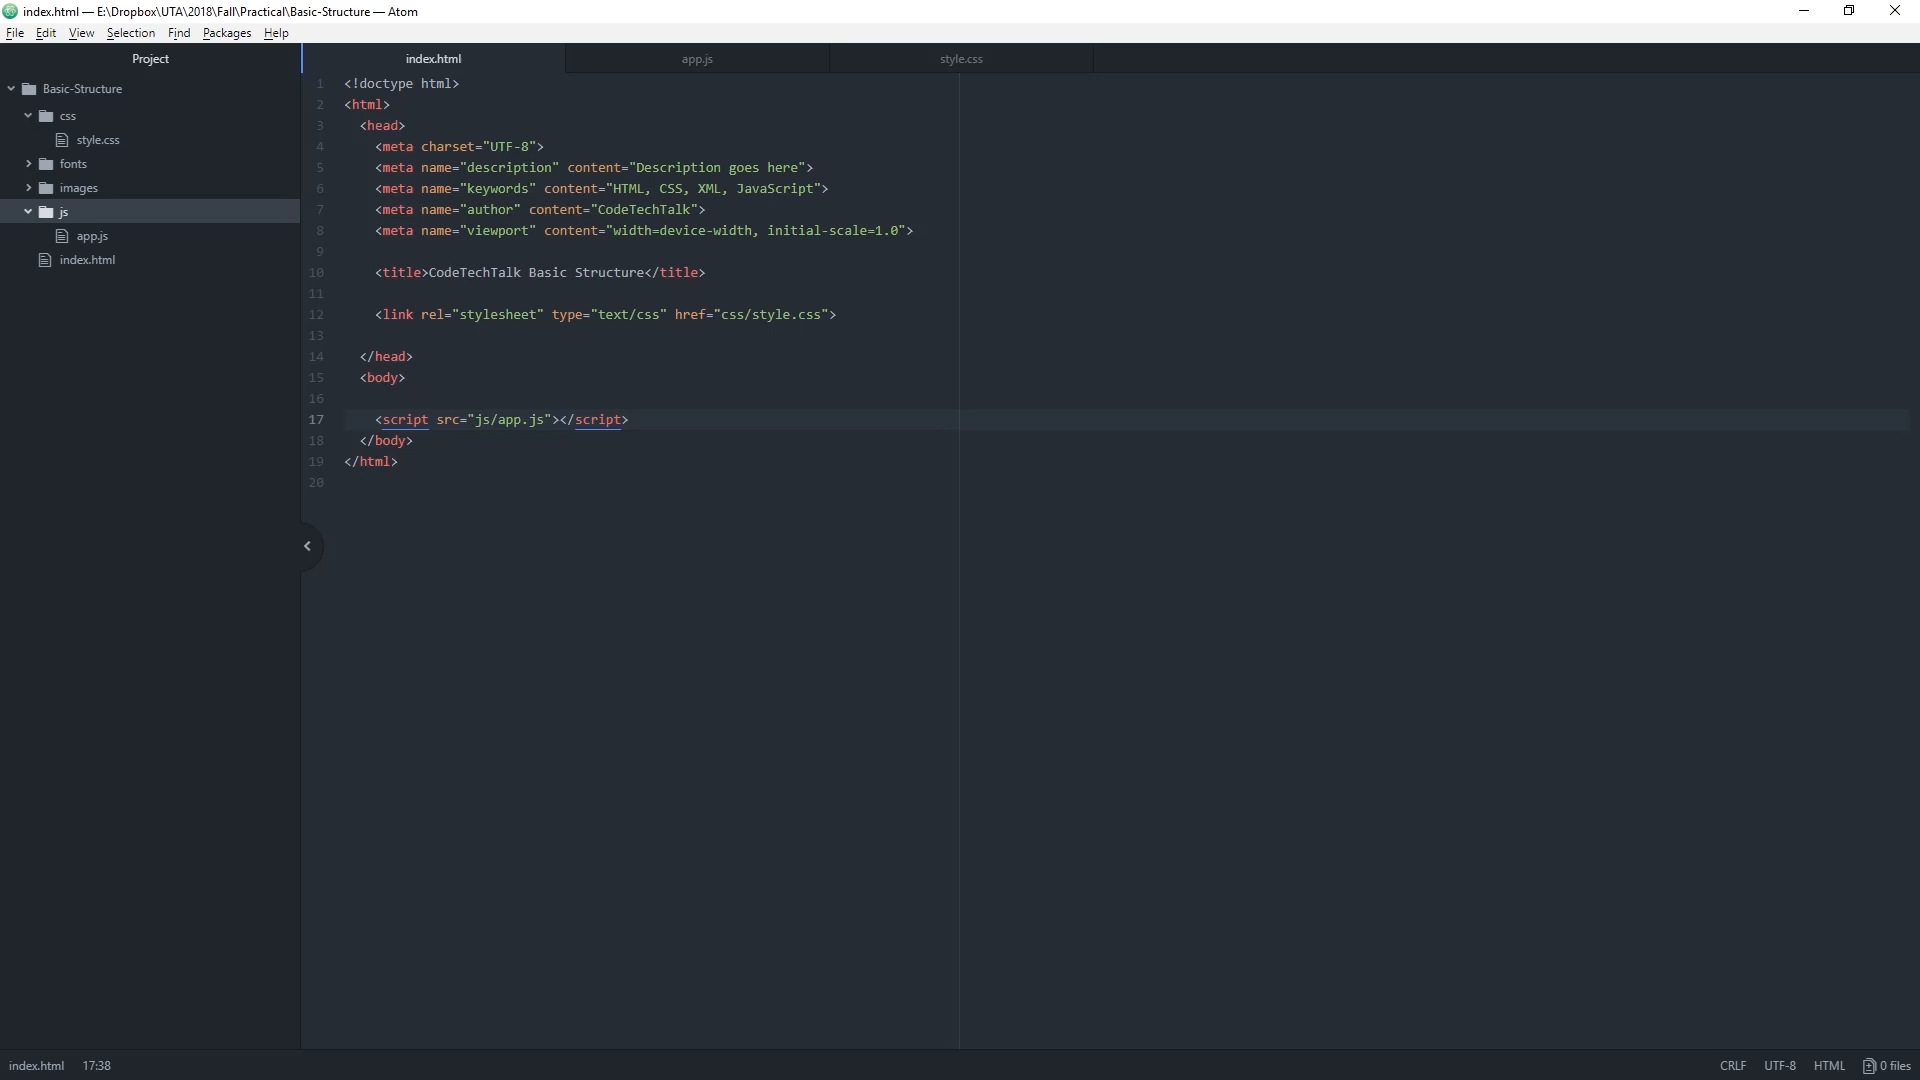 index.html — E:\Dropbox\UTA\2018\Fall\Practical\Basic-Structure — Atom
File Edit View Selection Find Packages Help
Project
Basic-Structure
css
style.css
fonts
images
js
app.js
index.html
index.html app.js style.css
1 <!doctype html>
2 <html>
3 <head>
4 <meta charset="UTF-8">
5 <meta name="description" content="Description goes here">
6 <meta name="keywords" content="HTML, CSS, XML, JavaScript">
7 <meta name="author" content="CodeTechTalk">
8 <meta name="viewport" content="width=device-width, initial-scale=1.0">
9
10 <title>CodeTechTalk Basic Structure</title>
11
12 <link rel="stylesheet" type="text/css" href="css/style.css">
13
14 </head>
15 <body>
16
17 <script src="js/app.js"></script>
18 </body>
19 </html>
20
index.html 17:38 CRLF UTF-8 HTML 0 files